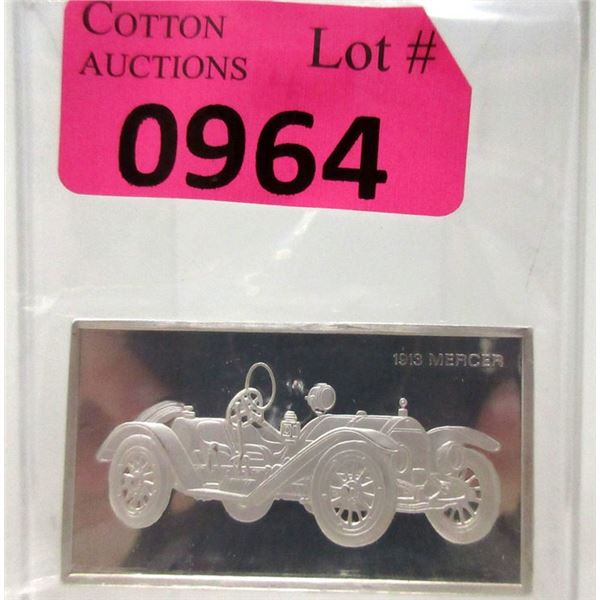 COTTON
AUCTIONS
Lot #
0964
1913 MERCER